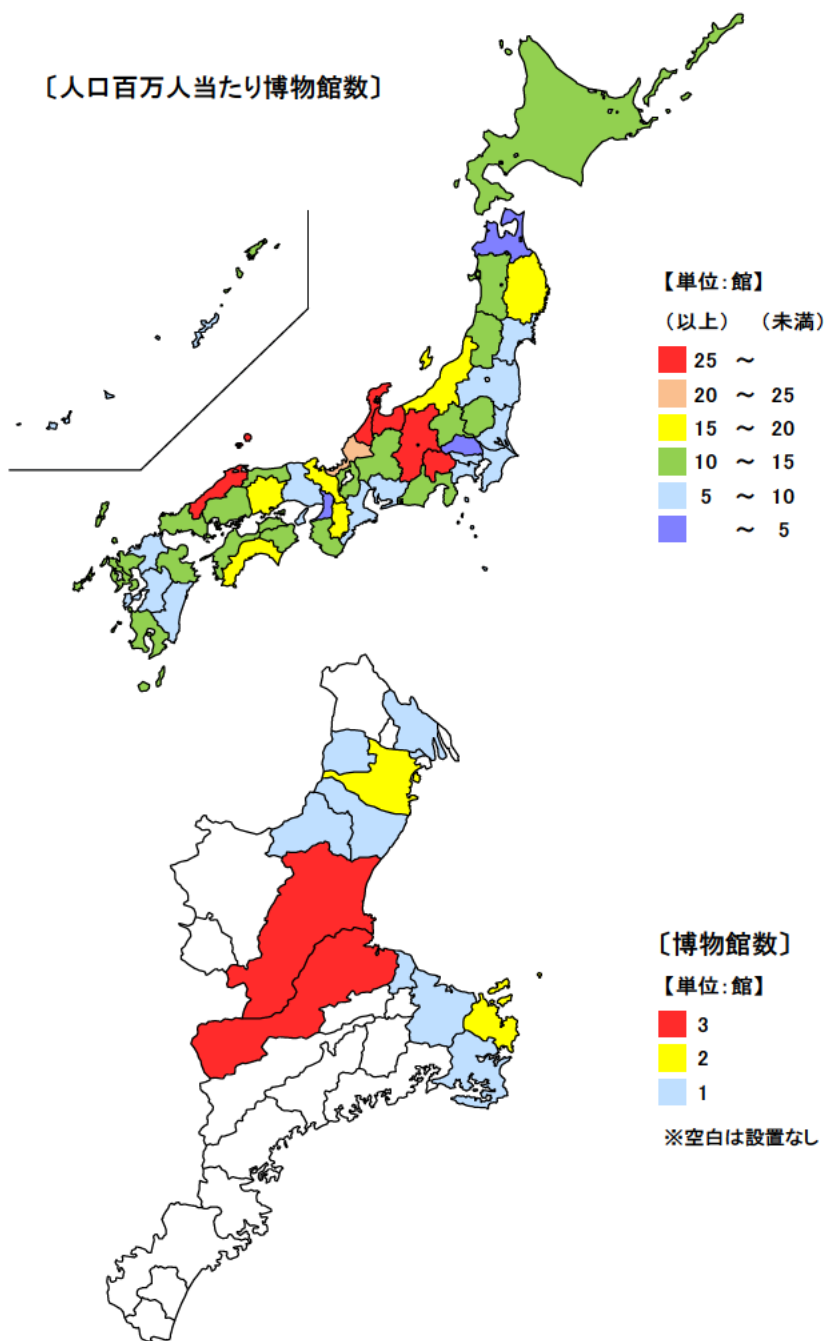 〔人口百万人当たり博物館数〕
【単位:館】
(以上) (未満)
25 ~
20 ~ 25
15 ~ 20
10 ~ 15
5 ~ 10
~ 5
〔博物館数〕
【単位:館】
3
2
1
※空白は設置なし